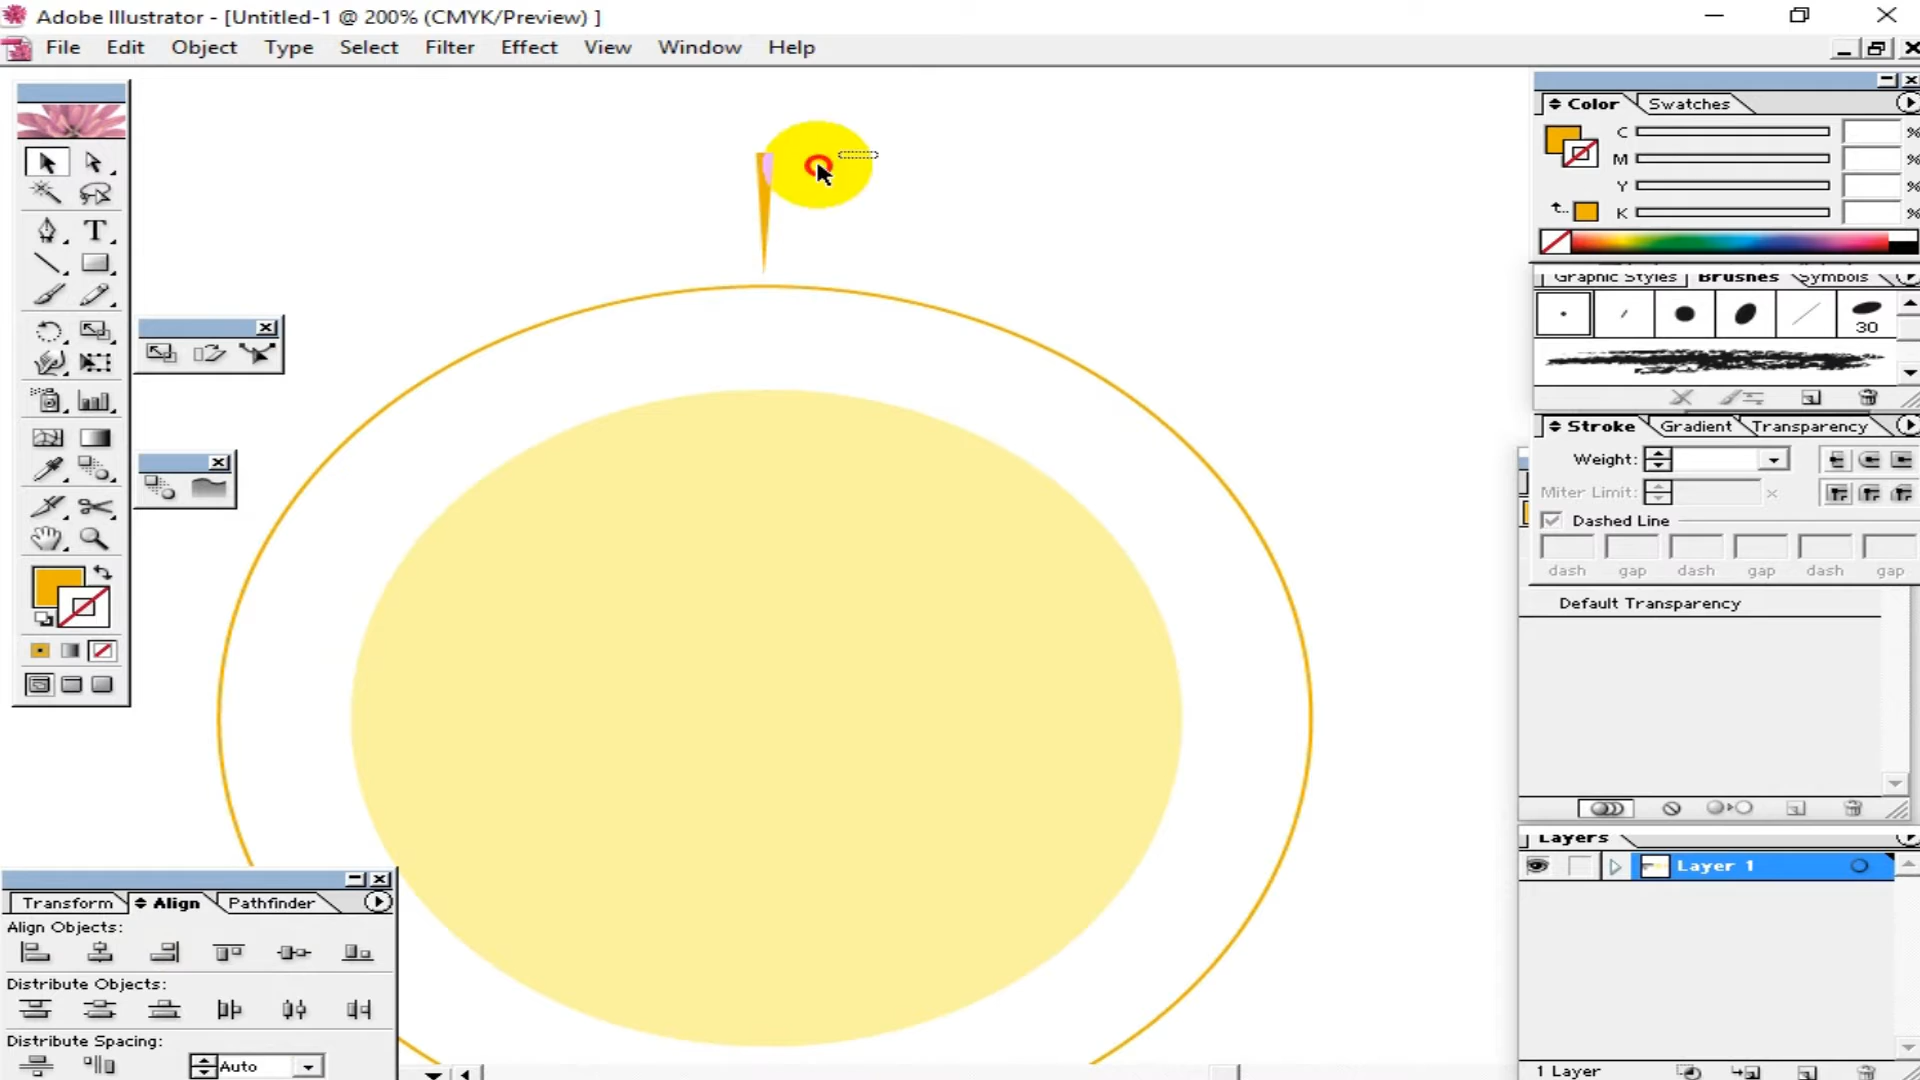 Adobe Illustrator - [Untitled-1 @ 200% (CMYK/Preview) ]
File Edit Object Type Select Filter Effect View Window Help
Color Swatches
C %
M %
Y %
K %
Graphic Styles Brushes Symbols
30
Stroke Gradient Transparency
Weight:
Miter Limit: x
Dashed Line
dash gap dash gap dash gap
Default Transparency
Layers
Layer 1
1 Layer
Transform Align Pathfinder
Align Objects:
Distribute Objects:
Distribute Spacing:
Auto